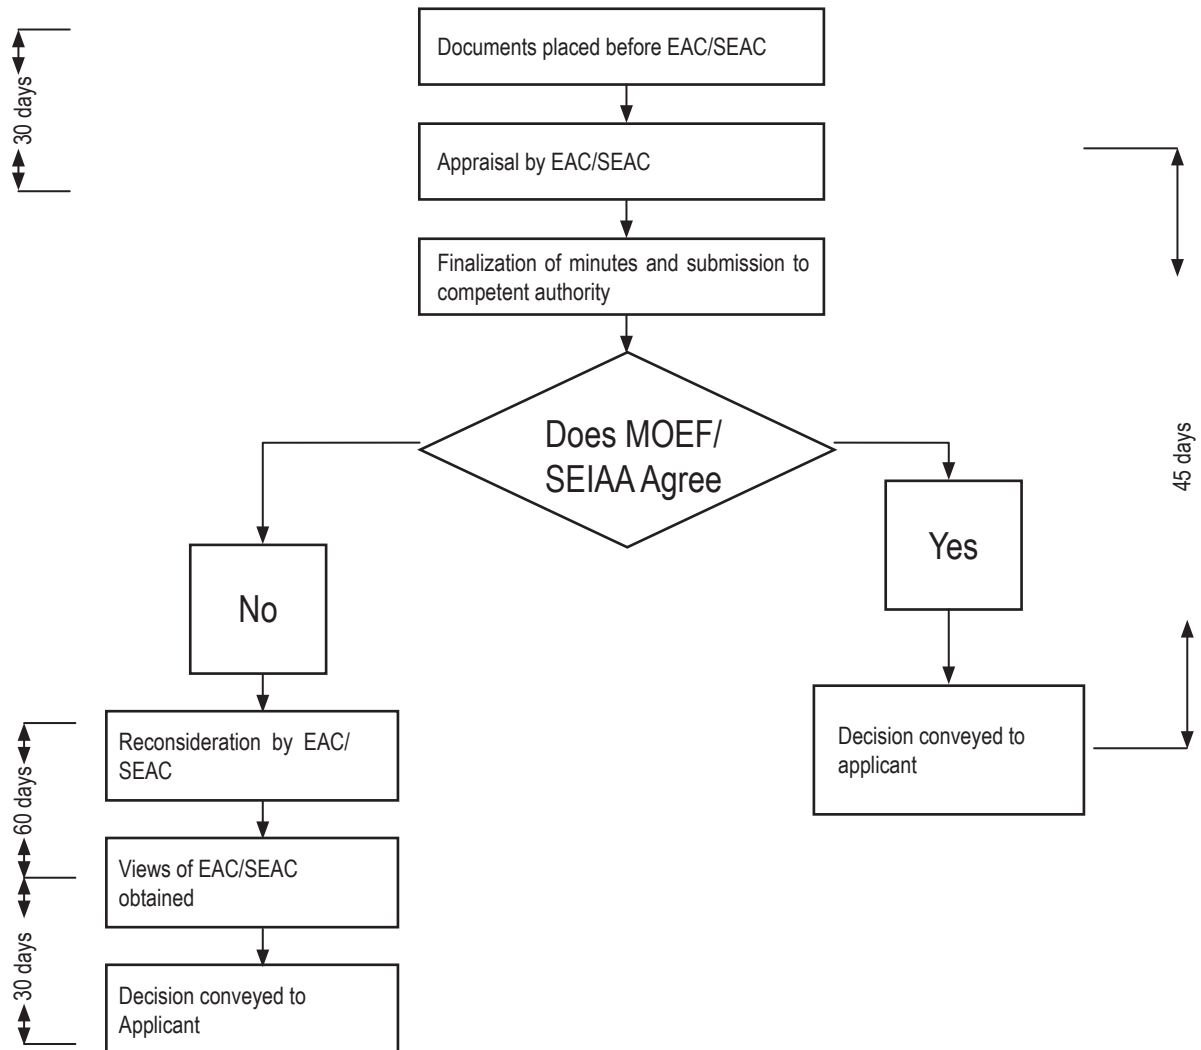 Documents placed before EAC/SEAC
30 days
Appraisal by EAC/SEAC
Finalization of minutes and submission to
competent authority
Does MOEF/
SEIAA Agree
45 days
No
Yes
Reconsideration by EAC/
SEAC
Decision conveyed to
applicant
60 days
Views of EAC/SEAC
obtained
30 days
Decision conveyed to
Applicant